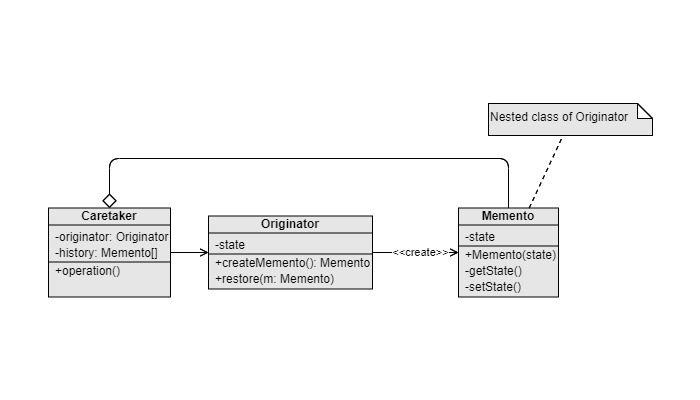 Nested class of Originator
Caretaker
-originator: Originator
-history: Memento[]
+operation()
Originator
-state
+createMemento(): Memento
+restore(m: Memento)
<<create>>
Memento
-state
+Memento(state)
-getState()
-setState()